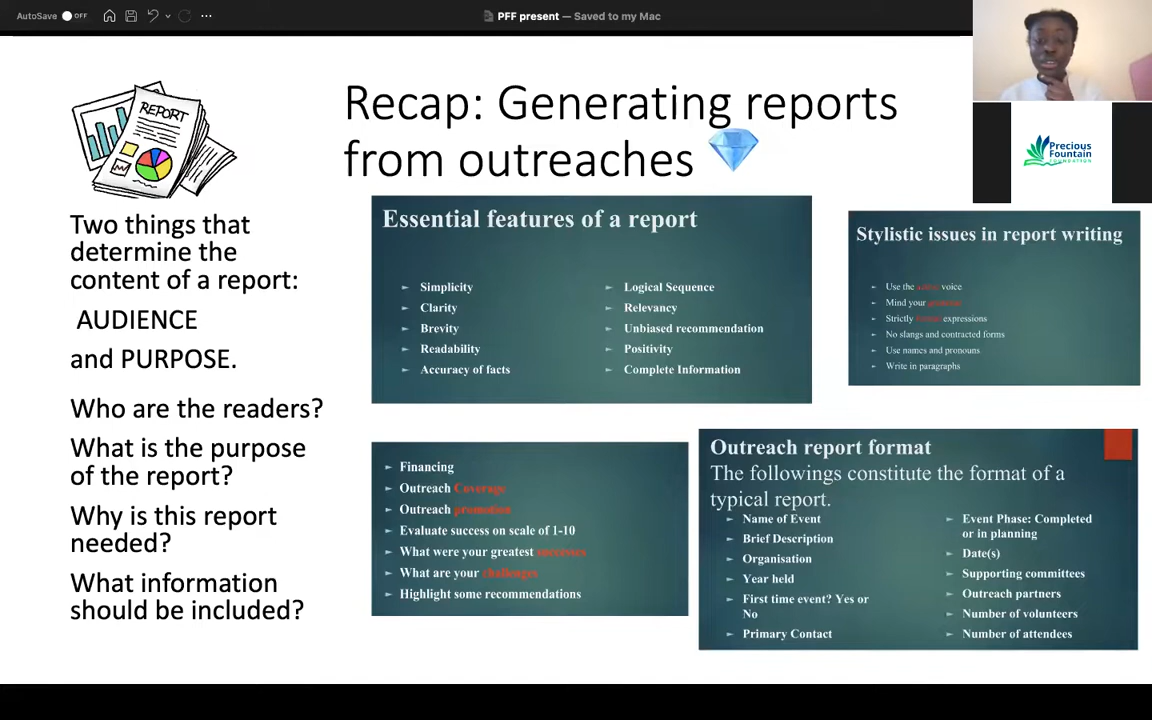 AutoSave OFF
PFF present — Saved to my Mac
REPORT
Recap: Generating reports
from outreaches
Precious
Fountain
FOUNDATION
Two things that
determine the
content of a report:
AUDIENCE
and PURPOSE.
Who are the readers?
What is the purpose
of the report?
Why is this report
needed?
What information
should be included?
Essential features of a report
Simplicity
Clarity
Brevity
Readability
Accuracy of facts
Logical Sequence
Relevancy
Unbiased recommendation
Positivity
Complete Information
Stylistic issues in report writing
Use the voice
Mind your
Strictly expressions
No slangs and contracted forms
Use names and pronouns
Write in paragraphs
Financing
Outreach Coverage
Outreach promotion
Evaluate success on scale of 1-10
What were your greatest successes
What are your challenges
Highlight some recommendations
Outreach report format
The followings constitute the format of a
typical report.
Name of Event
Brief Description
Organisation
Year held
First time event? Yes or
No
Primary Contact
Event Phase: Completed
or in planning
Date(s)
Supporting committees
Outreach partners
Number of volunteers
Number of attendees